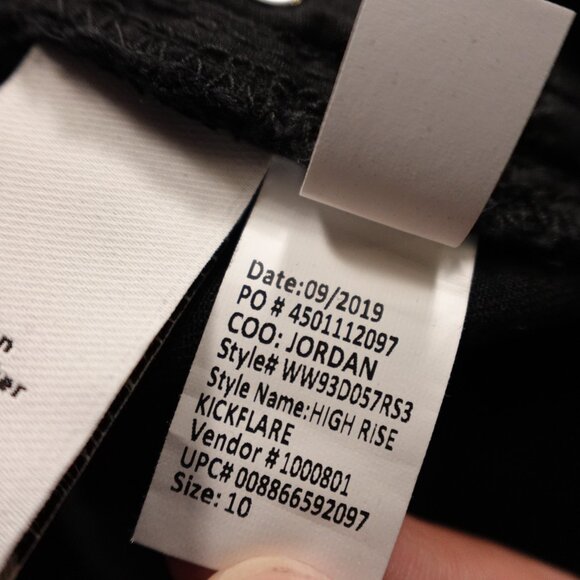 Date:09/2019
PO # 4501112097
COO: JORDAN
Style# WW93D057RS3
Style Name:HIGH RISE
KICKFLARE
Vendor # 1000801
UPC# 008866592097
Size: 10